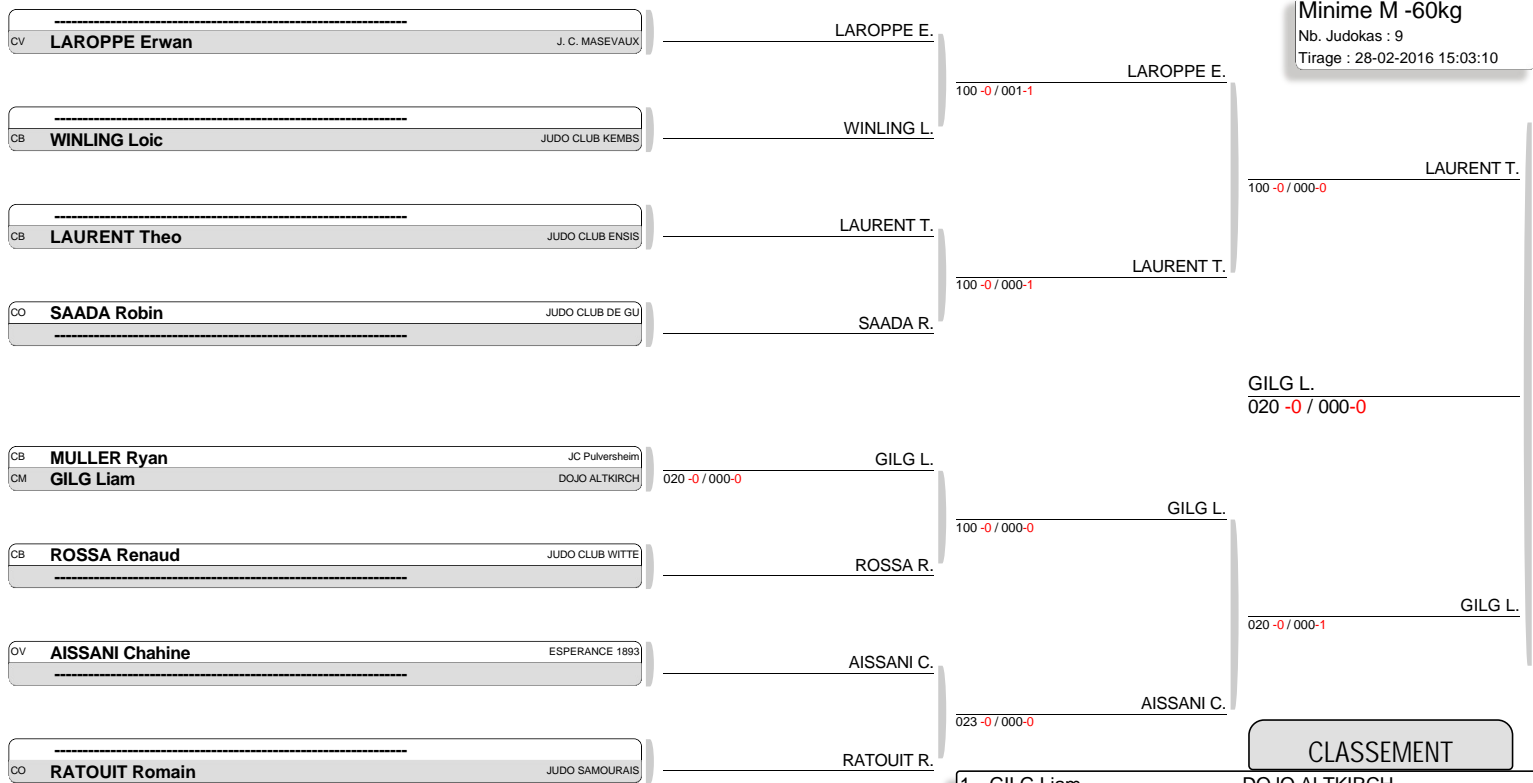 Minime M -60kg
Nb. Judokas : 9
Tirage : 28-02-2016 15:03:10
----------------------------------------------------------------
CV LAROPPE Erwan J. C. MASEVAUX
LAROPPE E.
LAROPPE E.
100 -0 / 001-1
----------------------------------------------------------------
CB WINLING Loic JUDO CLUB KEMBS
WINLING L.
LAURENT T.
100 -0 / 000-0
----------------------------------------------------------------
CB LAURENT Theo JUDO CLUB ENSIS
LAURENT T.
LAURENT T.
100 -0 / 000-1
CO SAADA Robin JUDO CLUB DE GU
----------------------------------------------------------------
SAADA R.
GILG L.
020 -0 / 000-0
CB MULLER Ryan JC Pulversheim
CM GILG Liam DOJO ALTKIRCH
GILG L.
020 -0 / 000-0
GILG L.
100 -0 / 000-0
CB ROSSA Renaud JUDO CLUB WITTE
----------------------------------------------------------------
ROSSA R.
GILG L.
020 -0 / 000-1
OV AISSANI Chahine ESPERANCE 1893
----------------------------------------------------------------
AISSANI C.
AISSANI C.
023 -0 / 000-0
----------------------------------------------------------------
CO RATOUIT Romain JUDO SAMOURAIS
RATOUIT R.
CLASSEMENT
1 GILG Liam DOJO ALTKIRCH